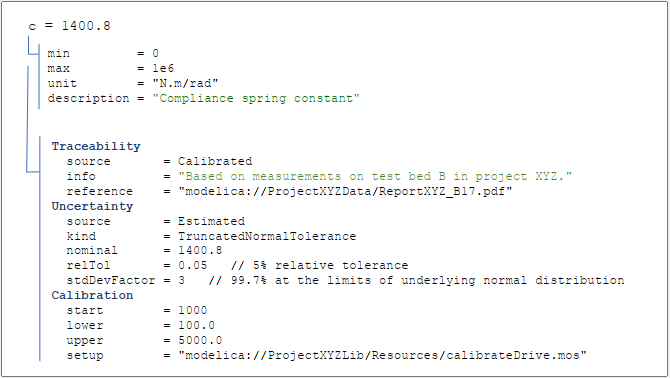 c = 1400.8
min = 0
max = 1e6
unit = "N.m/rad"
description = "Compliance spring constant"
Traceability
source = Calibrated
info = "Based on measurements on test bed B in project XYZ."
reference = "modelica://ProjectXYZData/ReportXYZ_B17.pdf"
Uncertainty
source = Estimated
kind = TruncatedNormalTolerance
nominal = 1400.8
relTol = 0.05 // 5% relative tolerance
stdDevFactor = 3 // 99.7% at the limits of underlying normal distribution
Calibration
start = 1000
lower = 100.0
upper = 5000.0
setup = "modelica://ProjectXYZLib/Resources/calibrateDrive.mos"